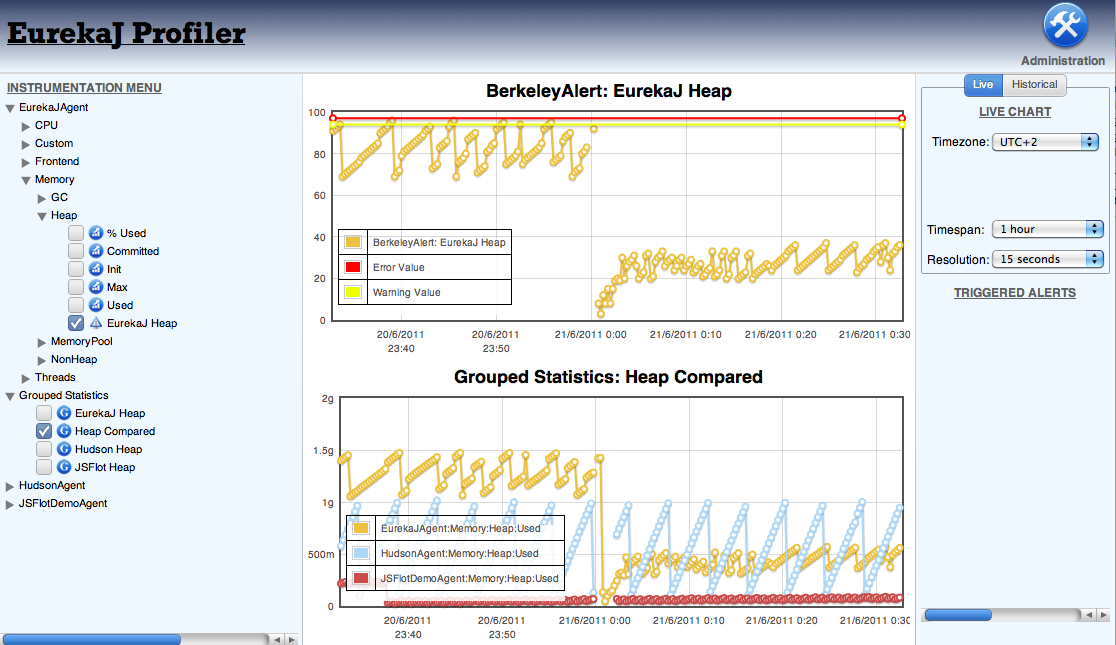 EurekaJ Profiler
Administration
INSTRUMENTATION MENU
EurekaJAgent
CPU
Custom
Frontend
Memory
GC
Heap
% Used
Committed
Init
Max
Used
EurekaJ Heap
MemoryPool
NonHeap
Threads
Grouped Statistics
G EurekaJ Heap
G Heap Compared
G Hudson Heap
G JSFlot Heap
HudsonAgent
JSFlotDemoAgent
BerkeleyAlert: EurekaJ Heap
100
80
60
40
20
0
BerkeleyAlert: EurekaJ Heap
Error Value
Warning Value
20/6/2011 20/6/2011 21/6/2011 0:00 21/6/2011 0:10 21/6/2011 0:20 21/6/2011 0:30
23:40 23:50
Grouped Statistics: Heap Compared
2g
1.5g
1g
500m
0
EurekaJAgent:Memory:Heap:Used
HudsonAgent:Memory:Heap:Used
JSFlotDemoAgent:Memory:Heap:Used
20/6/2011 20/6/2011 21/6/2011 0:00 21/6/2011 0:10 21/6/2011 0:20 21/6/2011 0:30
23:40 23:50
Live Historical
LIVE CHART
Timezone: UTC+2
Timespan: 1 hour
Resolution: 15 seconds
TRIGGERED ALERTS